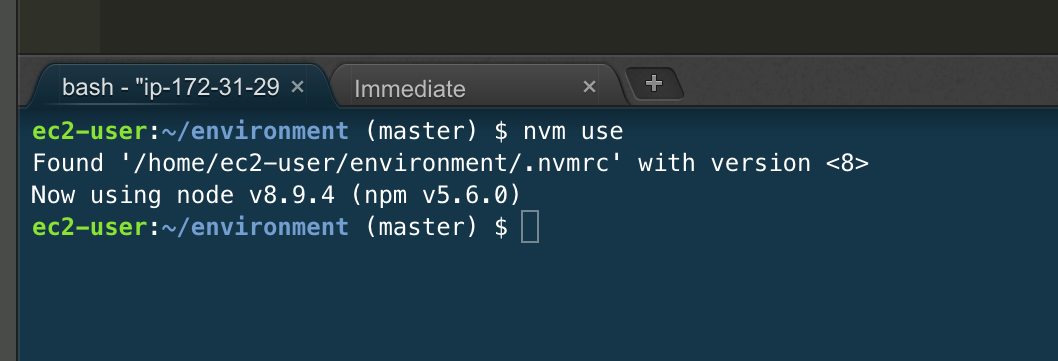 bash - "ip-172-31-29 ×
Immediate ×
+
ec2-user:~/environment (master) $ nvm use
Found '/home/ec2-user/environment/.nvmrc' with version <8>
Now using node v8.9.4 (npm v5.6.0)
ec2-user:~/environment (master) $